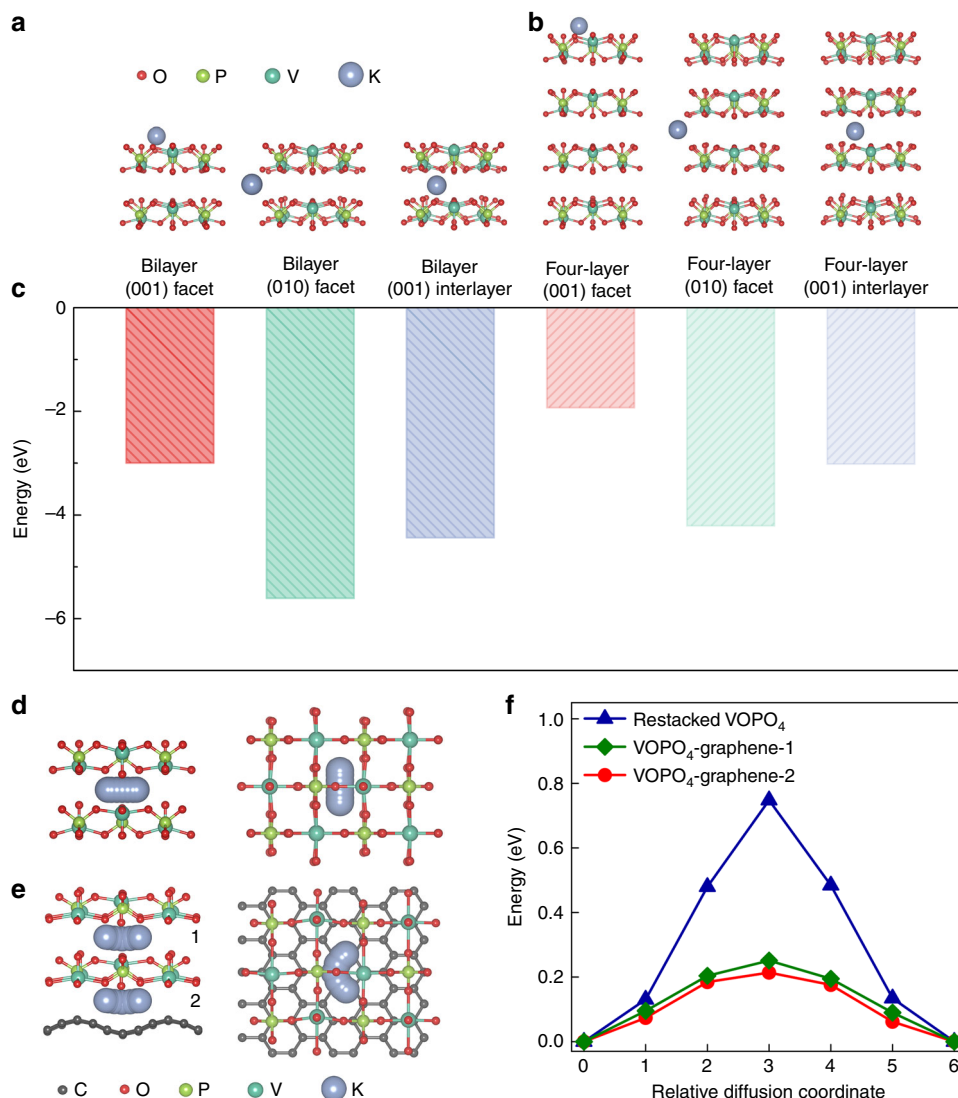 a
b
O P V K
Bilayer
(001) facet
Bilayer
(010) facet
Bilayer
(001) interlayer
Four-layer
(001) facet
Four-layer
(010) facet
Four-layer
(001) interlayer
c
0
−2
−4
−6
Energy (eV)
d
e
1
2
C O P V K
f
Restacked VOPO₄
VOPO₄-graphene-1
VOPO₄-graphene-2
1.0
0.8
0.4
0.2
0.0
Energy (eV)
0 1 2 3 4 5 6
Relative diffusion coordinate